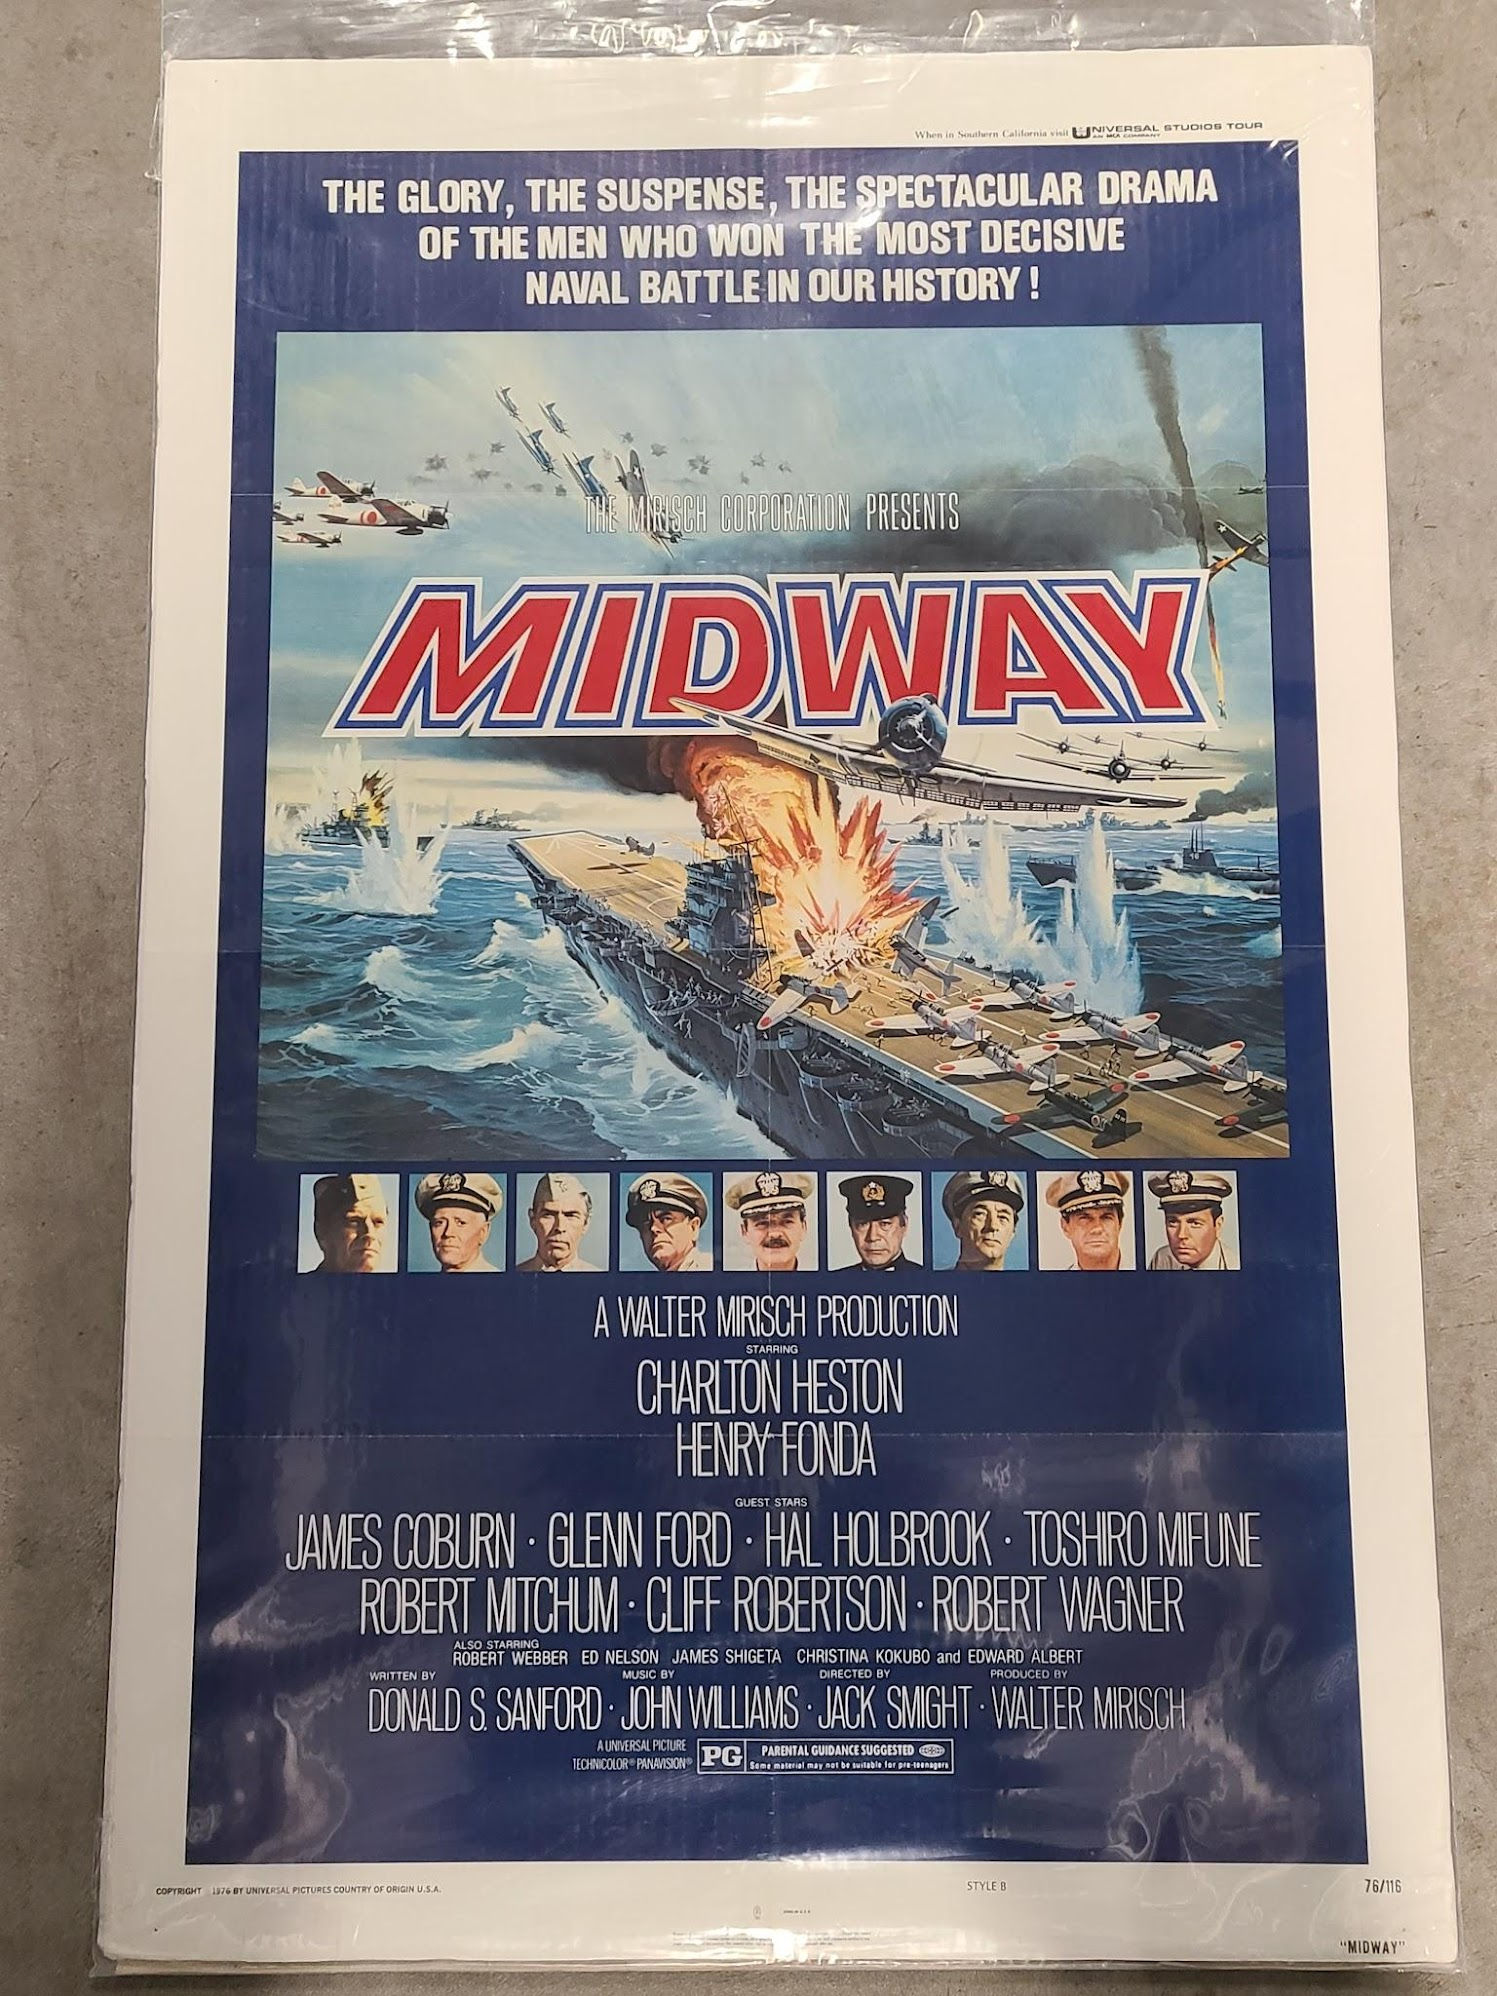 When in Southern California visit UNIVERSAL STUDIOS TOUR
AN MCA COMPANY
THE GLORY, THE SUSPENSE, THE SPECTACULAR DRAMA
OF THE MEN WHO WON THE MOST DECISIVE
NAVAL BATTLE IN OUR HISTORY!
THE MIRISCH CORPORATION PRESENTS
MIDWAY
A WALTER MIRISCH PRODUCTION
STARRING
CHARLTON HESTON
HENRY FONDA
GUEST STARS
JAMES COBURN · GLENN FORD · HAL HOLBROOK · TOSHIRO MIFUNE
ROBERT MITCHUM · CLIFF ROBERTSON · ROBERT WAGNER
ALSO STARRING
ROBERT WEBBER ED NELSON JAMES SHIGETA CHRISTINA KOKUBO and EDWARD ALBERT
WRITTEN BY MUSIC BY DIRECTED BY PRODUCED BY
DONALD S. SANFORD · JOHN WILLIAMS · JACK SMIGHT · WALTER MIRISCH
A UNIVERSAL PICTURE
TECHNICOLOR® PANAVISION®
PG PARENTAL GUIDANCE SUGGESTED
Some material may not be suitable for pre-teenagers
COPYRIGHT 1976 BY UNIVERSAL PICTURES COUNTRY OF ORIGIN U.S.A.
STYLE B
76/116
"MIDWAY"